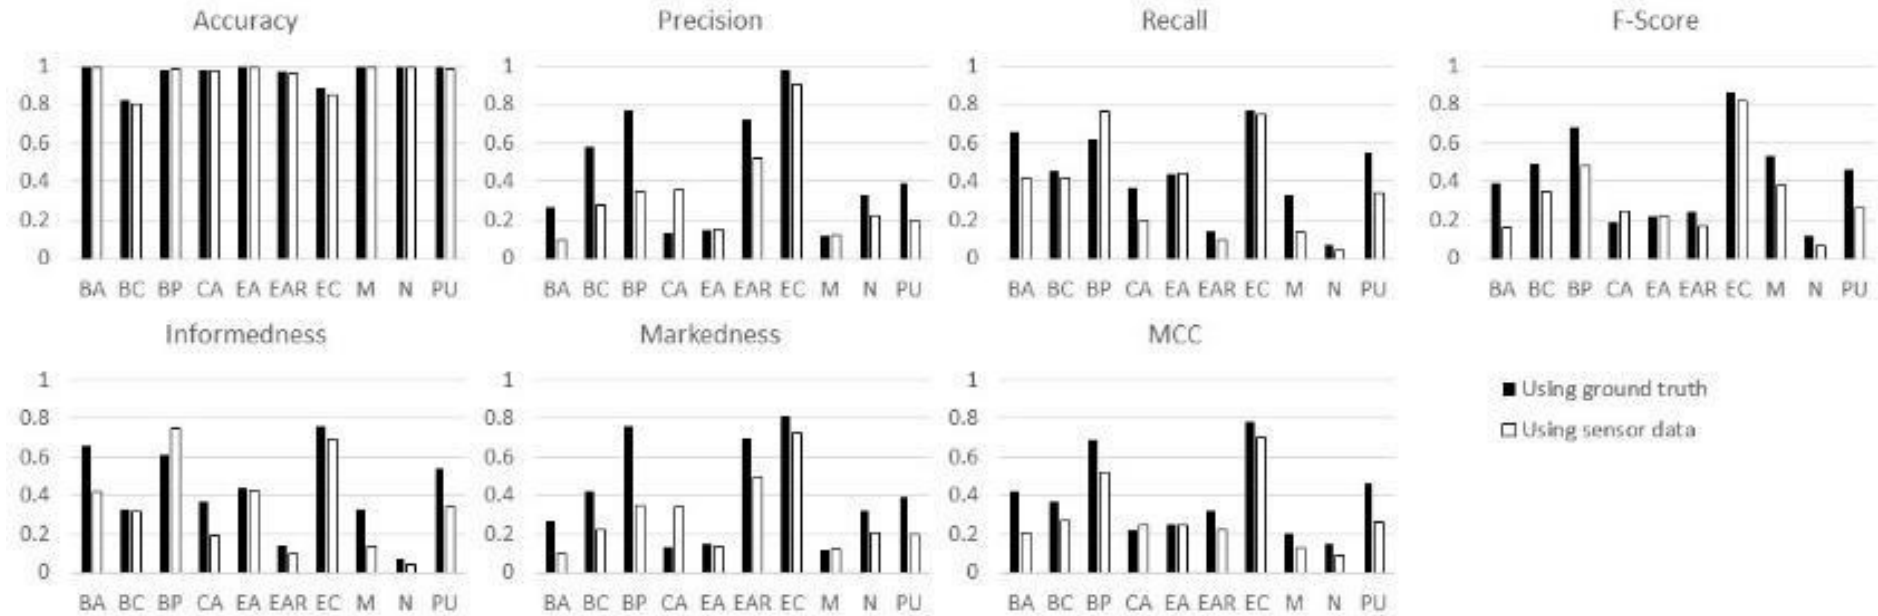 Accuracy
1
0.8
0.6
0.4
0.2
0
BA BC BP CA EA EAR EC M N PU
Precision
1
0.8
0.6
0.4
0.2
0
BA BC BP CA EA EAR EC M N PU
Recall
1
0.8
0.6
0.4
0.2
0
BA BC BP CA EA EAR EC M N PU
F-Score
1
0.8
0.6
0.4
0.2
0
BA BC BP CA EA EAR EC M N PU
Informedness
1
0.8
0.6
0.4
0.2
0
BA BC BP CA EA EAR EC M N PU
Markedness
1
0.8
0.6
0.4
0.2
0
BA BC BP CA EA EAR EC M N PU
MCC
1
0.8
0.6
0.4
0.2
0
BA BC BP CA EA EAR EC M N PU
Using ground truth
Using sensor data